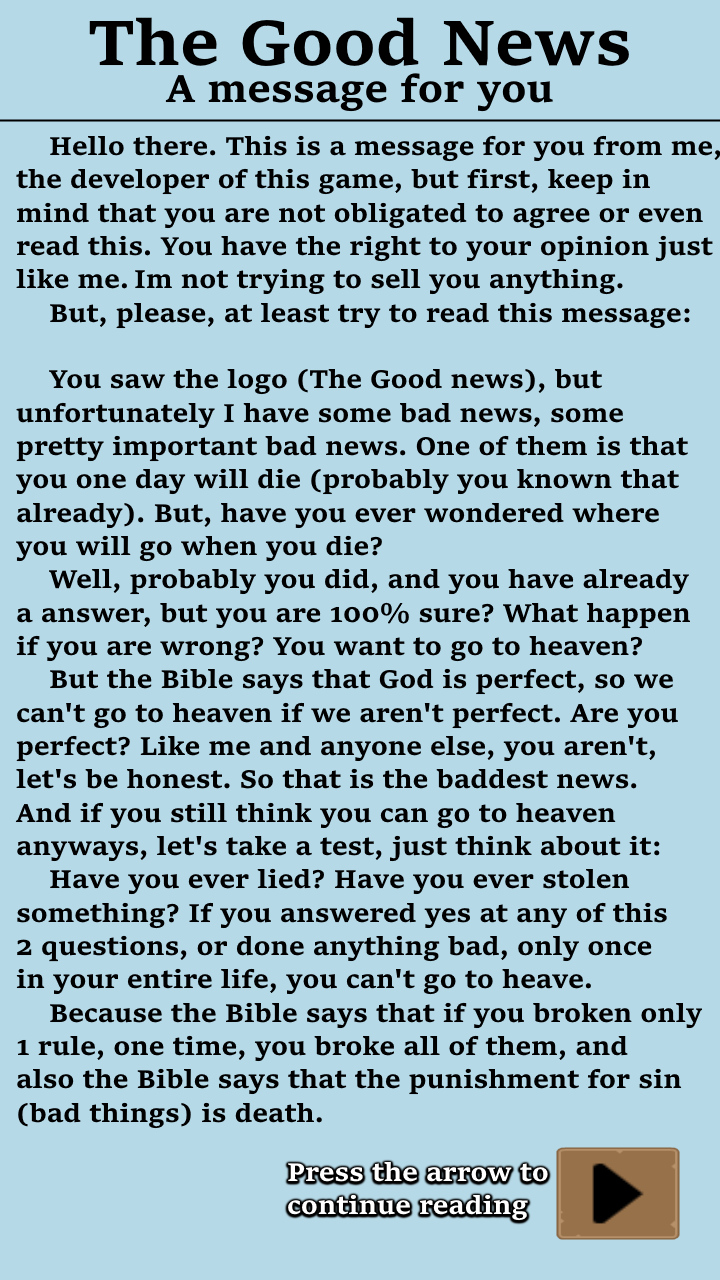 The Good News
A message for you
Hello there. This is a message for you from me,
the developer of this game, but first, keep in
mind that you are not obligated to agree or even
read this. You have the right to your opinion just
like me. Im not trying to sell you anything.
But, please, at least try to read this message:
You saw the logo (The Good news), but
unfortunately I have some bad news, some
pretty important bad news. One of them is that
you one day will die (probably you known that
already). But, have you ever wondered where
you will go when you die?
Well, probably you did, and you have already
a answer, but you are 100% sure? What happen
if you are wrong? You want to go to heaven?
But the Bible says that God is perfect, so we
can't go to heaven if we aren't perfect. Are you
perfect? Like me and anyone else, you aren't,
let's be honest. So that is the baddest news.
And if you still think you can go to heaven
anyways, let's take a test, just think about it:
Have you ever lied? Have you ever stolen
something? If you answered yes at any of this
2 questions, or done anything bad, only once
in your entire life, you can't go to heave.
Because the Bible says that if you broken only
1 rule, one time, you broke all of them, and
also the Bible says that the punishment for sin
(bad things) is death.
Press the arrow to
continue reading